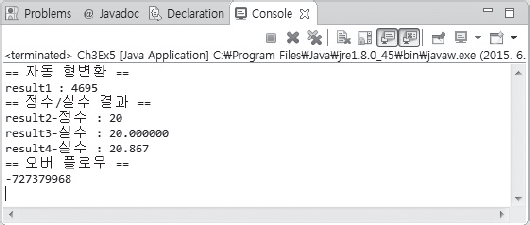 Problems @ Javadoc Declaration Console
<terminated> Ch3Ex5 [Java Application] C:₩Program Files₩Java₩jre1.8.0_45₩bin₩javaw.exe (2015. 6.
== 자동 형변환 ==
result1 : 4695
== 정수/실수 결과 ==
result2-정수 : 20
result3-실수 : 20.000000
result4-실수 : 20.867
== 오버 플로우 ==
-727379968